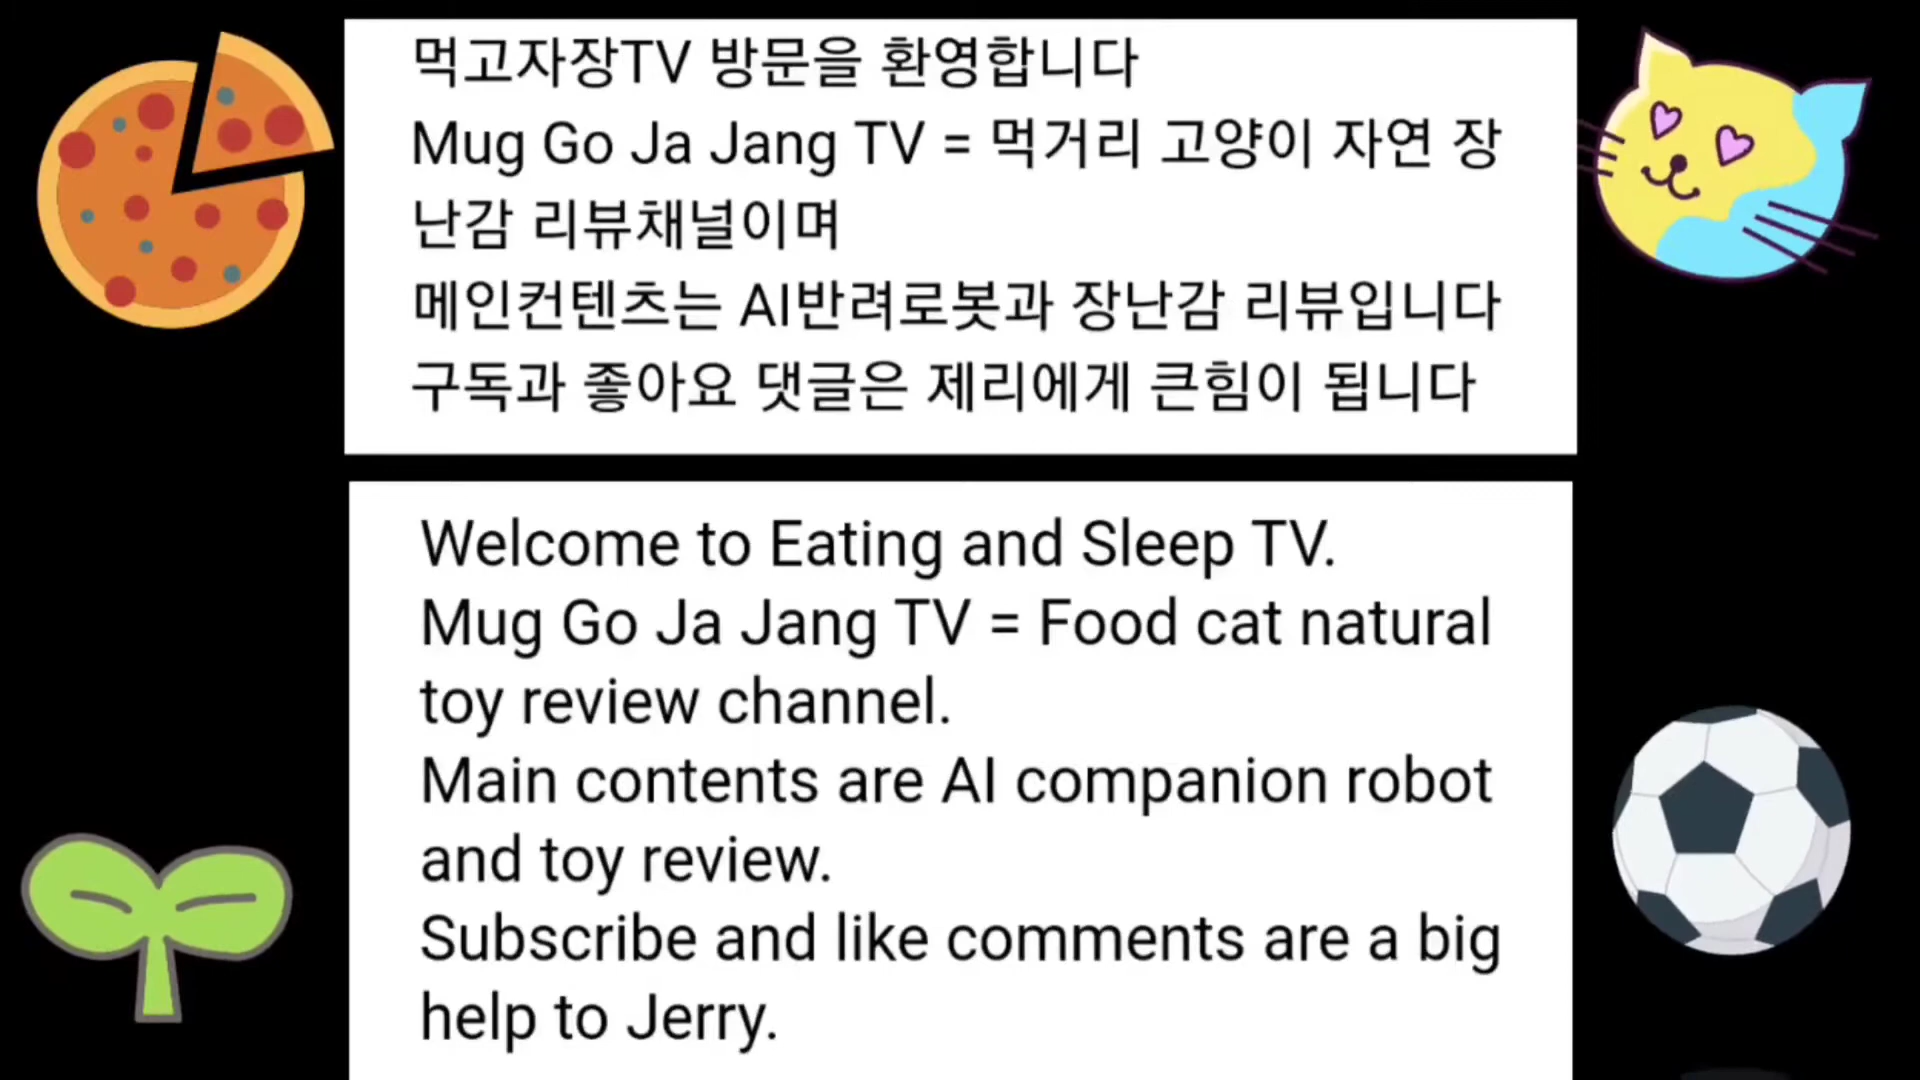 먹고자장TV 방문을 환영합니다
Mug Go Ja Jang TV = 먹거리 고양이 자연 장
난감 리뷰채널이며
메인컨텐츠는 AI반려로봇과 장난감 리뷰입니다
구독과 좋아요 댓글은 제리에게 큰힘이 됩니다
Welcome to Eating and Sleep TV.
Mug Go Ja Jang TV = Food cat natural
toy review channel.
Main contents are AI companion robot
and toy review.
Subscribe and like comments are a big
help to Jerry.